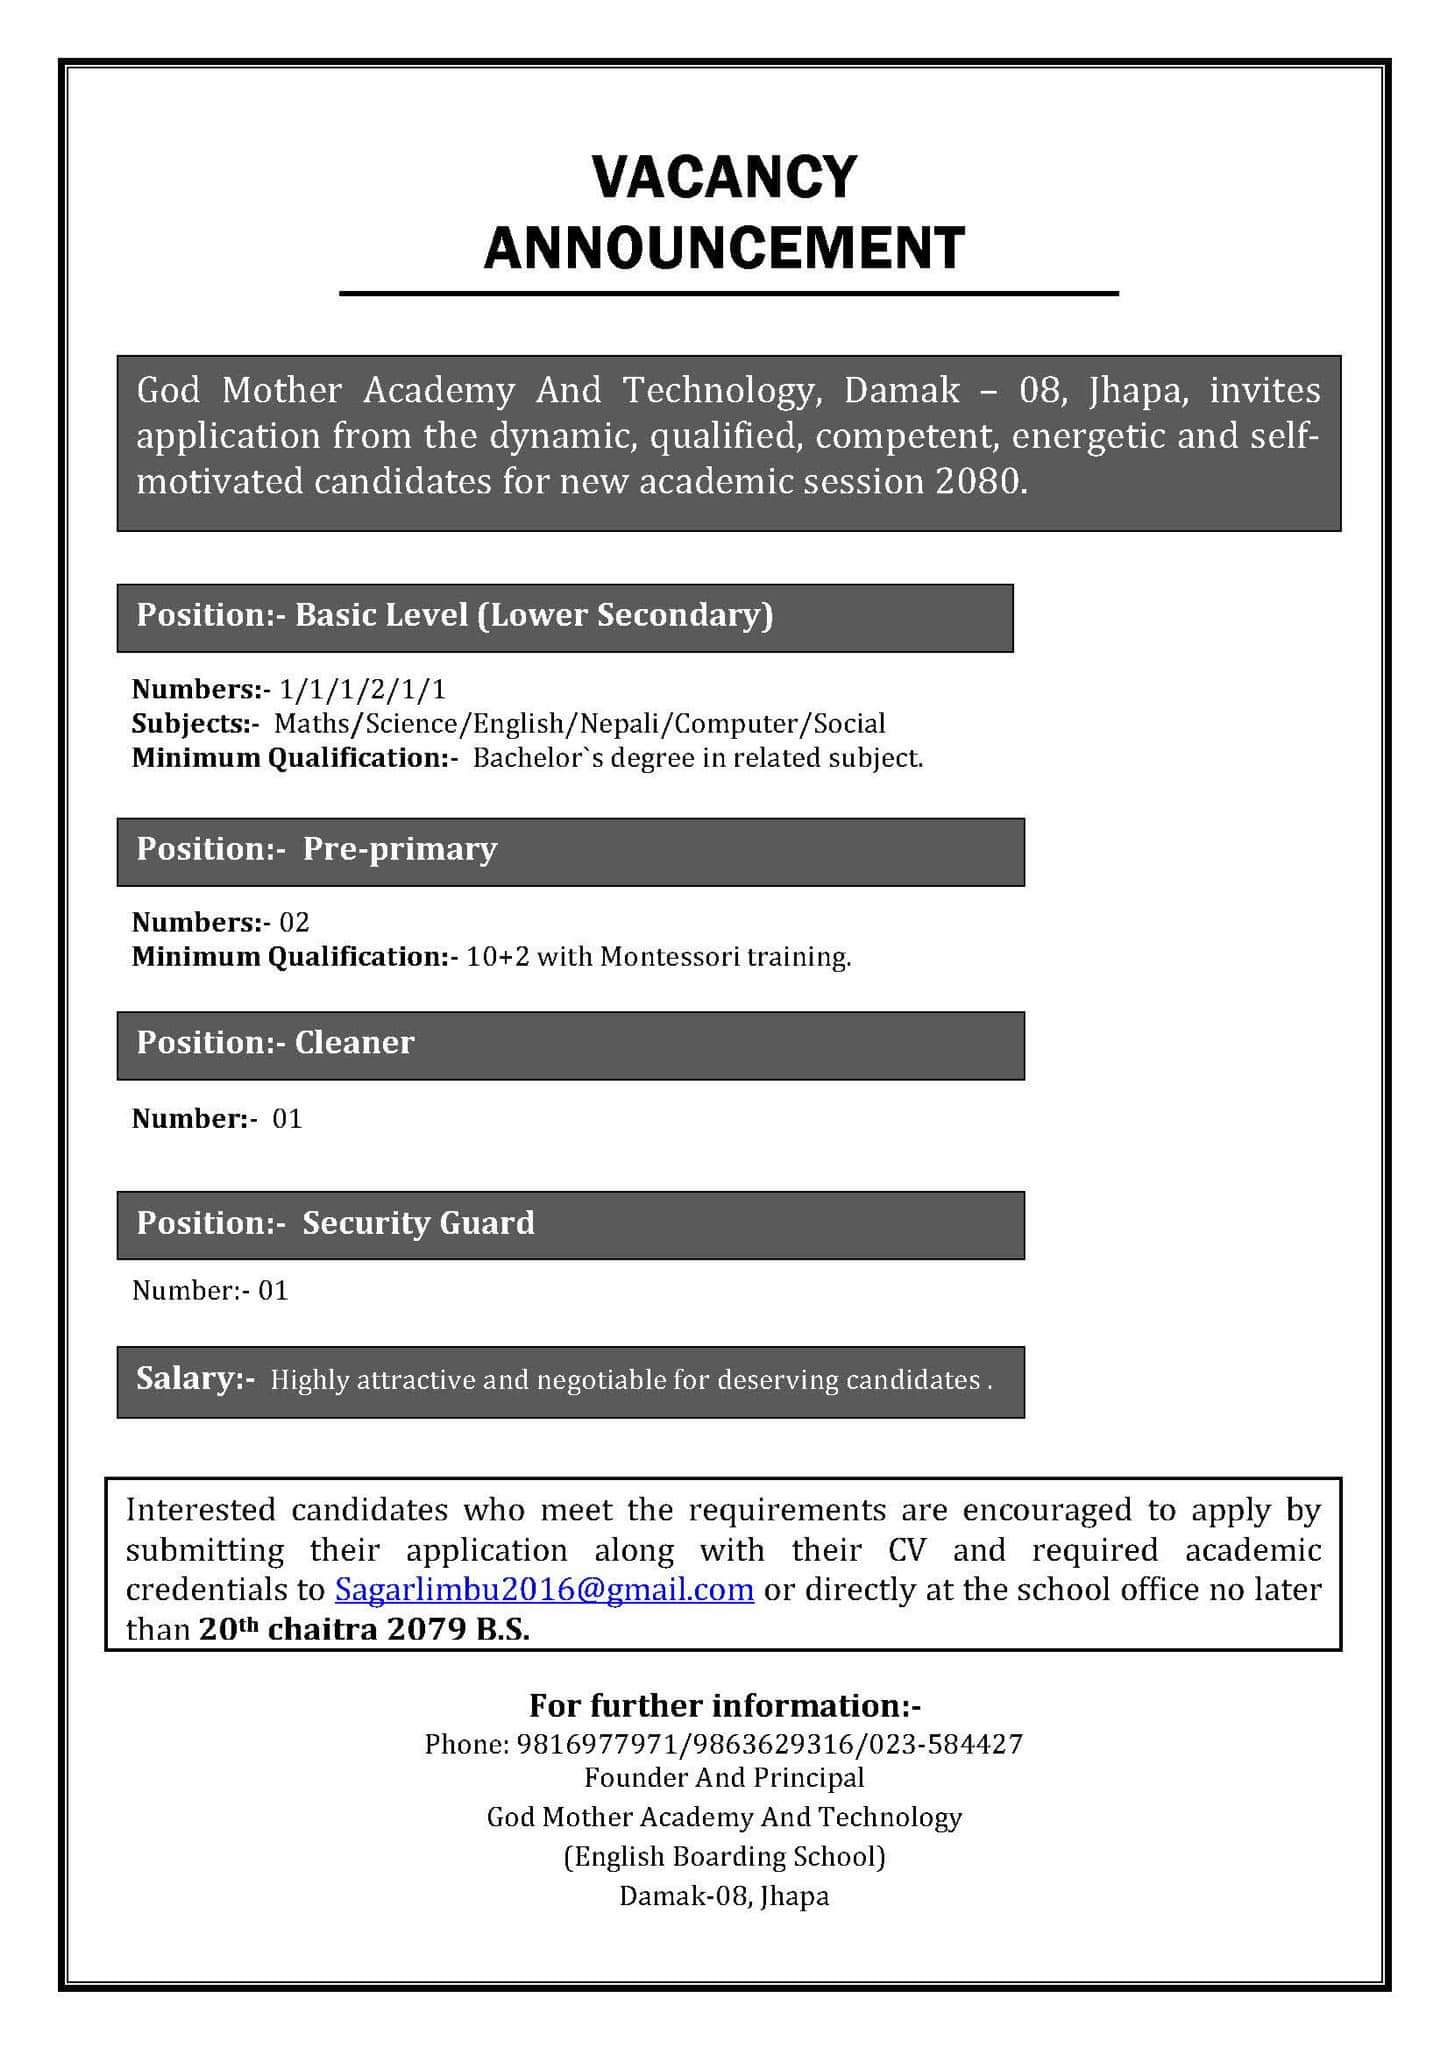 VACANCY
ANNOUNCEMENT
God Mother Academy And Technology, Damak – 08, Jhapa, invites
application from the dynamic, qualified, competent, energetic and self-
motivated candidates for new academic session 2080.
Position:- Basic Level (Lower Secondary)
Numbers:- 1/1/1/2/1/1
Subjects:- Maths/Science/English/Nepali/Computer/Social
Minimum Qualification:- Bachelor`s degree in related subject.
Position:- Pre-primary
Numbers:- 02
Minimum Qualification:- 10+2 with Montessori training.
Position:- Cleaner
Number:- 01
Position:- Security Guard
Number:- 01
Salary:- Highly attractive and negotiable for deserving candidates .
Interested candidates who meet the requirements are encouraged to apply by
submitting their application along with their CV and required academic
credentials to Sagarlimbu2016@gmail.com or directly at the school office no later
than 20th chaitra 2079 B.S.
For further information:-
Phone: 9816977971/9863629316/023-584427
Founder And Principal
God Mother Academy And Technology
(English Boarding School)
Damak-08, Jhapa